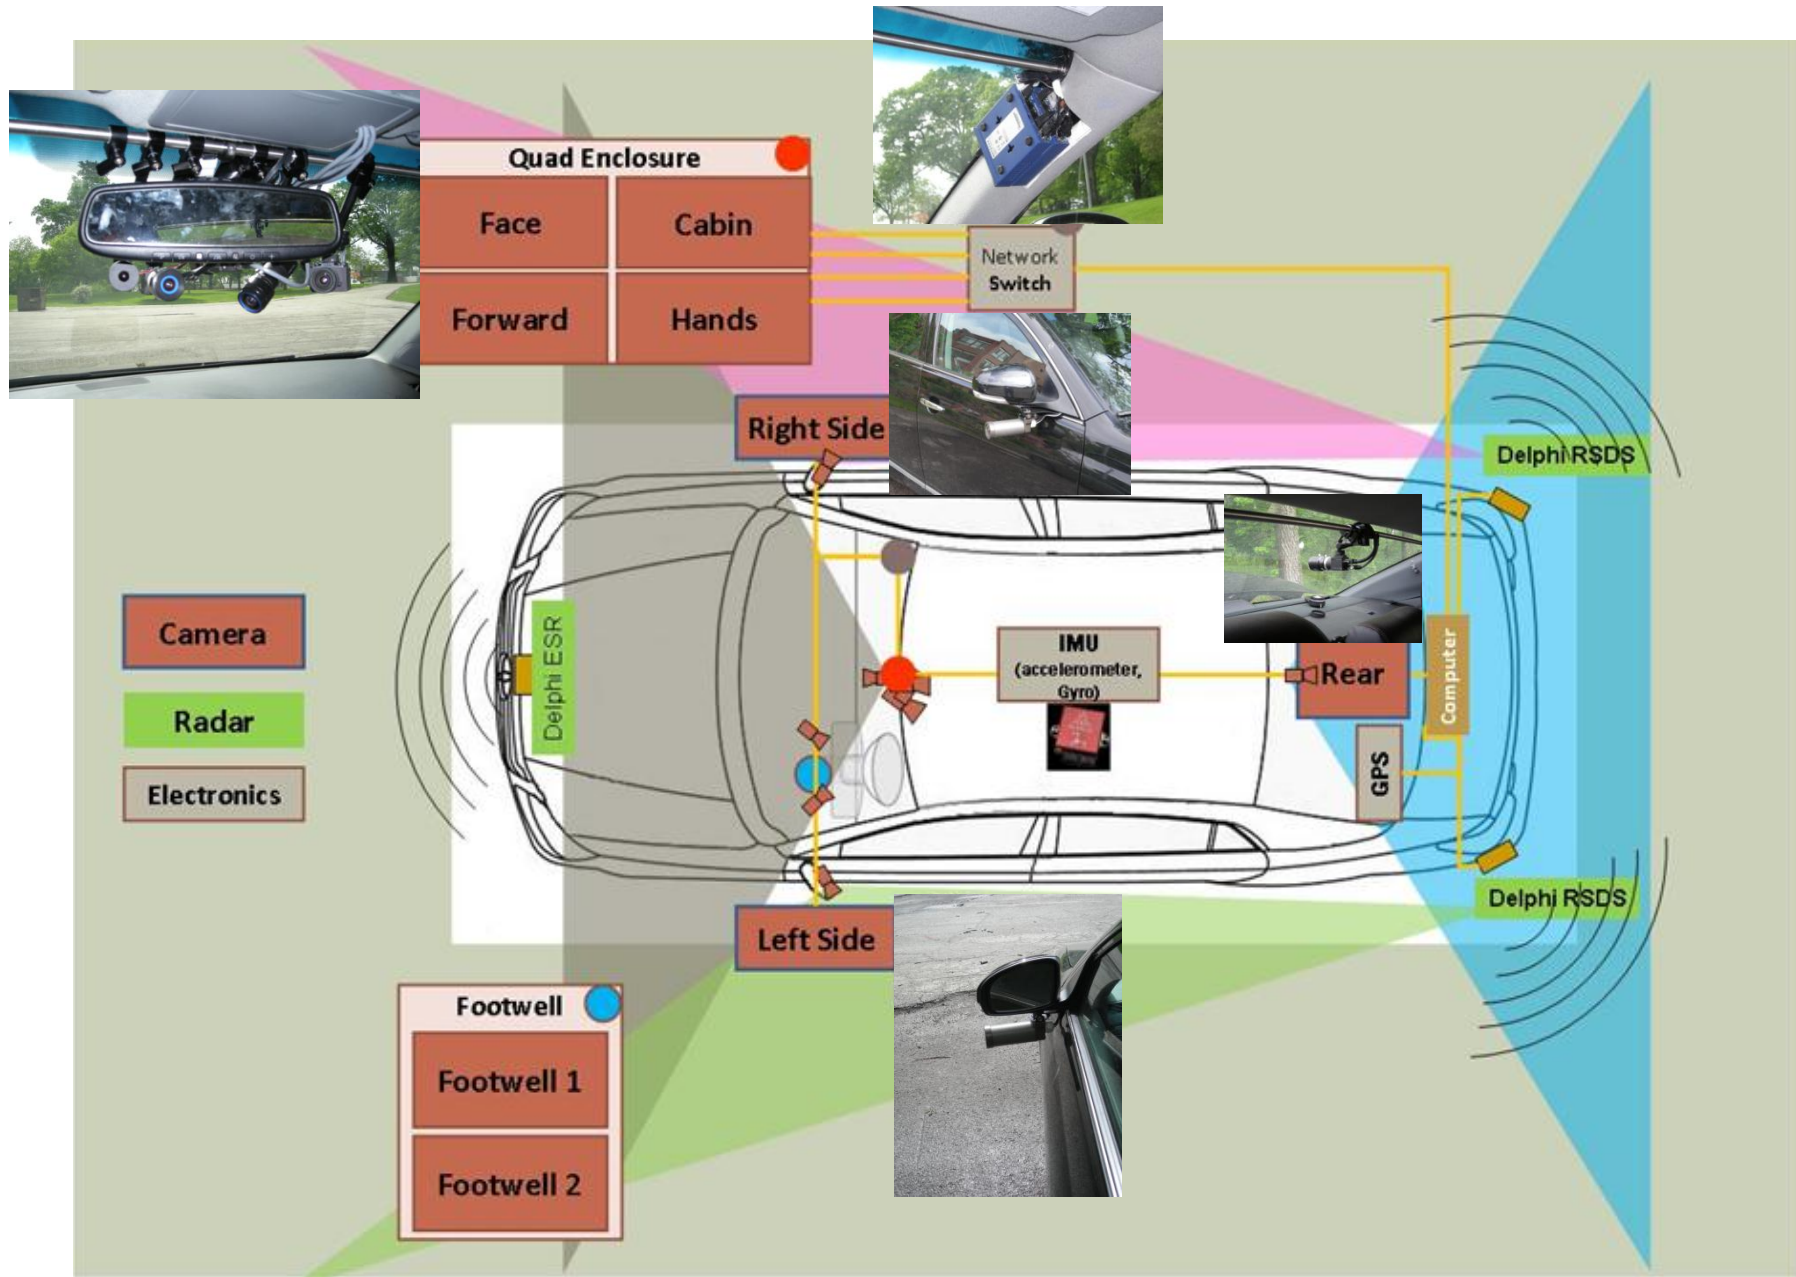 Quad Enclosure
Face
Cabin
Forward
Hands
Network
Switch
Right Side
Delphi RSDS
Camera
Radar
Electronics
Delphi ESR
IMU
(accelerometer,
Gyro)
Rear
Computer
GPS
Delphi RSDS
Left Side
Footwell
Footwell 1
Footwell 2